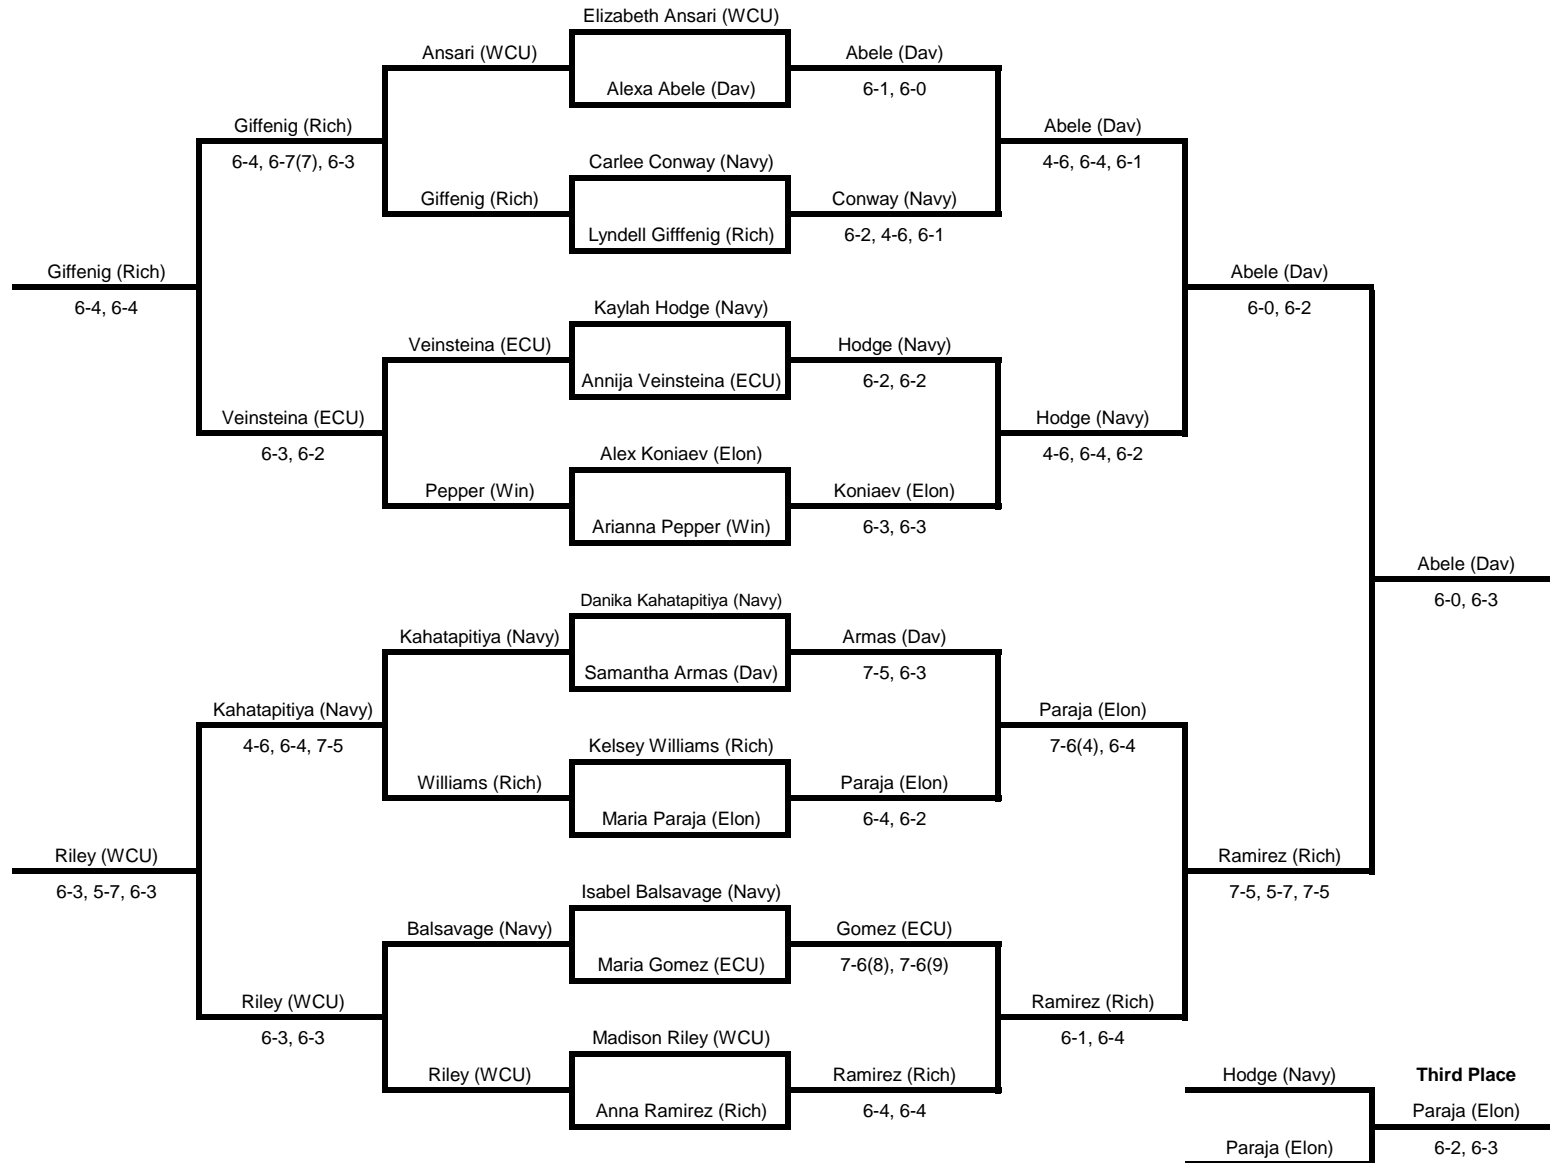 Elizabeth Ansari (WCU)
Ansari (WCU)
Abele (Dav)
Alexa Abele (Dav)
6-1, 6-0
Giffenig (Rich)
Abele (Dav)
6-4, 6-7(7), 6-3
Carlee Conway (Navy)
4-6, 6-4, 6-1
Giffenig (Rich)
Conway (Navy)
Lyndell Gifffenig (Rich)
6-2, 4-6, 6-1
Giffenig (Rich)
Abele (Dav)
6-4, 6-4
Kaylah Hodge (Navy)
6-0, 6-2
Veinsteina (ECU)
Hodge (Navy)
Annija Veinsteina (ECU)
6-2, 6-2
Veinsteina (ECU)
Hodge (Navy)
6-3, 6-2
Alex Koniaev (Elon)
4-6, 6-4, 6-2
Pepper (Win)
Koniaev (Elon)
Arianna Pepper (Win)
6-3, 6-3
Abele (Dav)
Danika Kahatapitiya (Navy)
6-0, 6-3
Kahatapitiya (Navy)
Armas (Dav)
Samantha Armas (Dav)
7-5, 6-3
Kahatapitiya (Navy)
Paraja (Elon)
4-6, 6-4, 7-5
Kelsey Williams (Rich)
7-6(4), 6-4
Williams (Rich)
Paraja (Elon)
Maria Paraja (Elon)
6-4, 6-2
Riley (WCU)
Ramirez (Rich)
6-3, 5-7, 6-3
Isabel Balsavage (Navy)
7-5, 5-7, 7-5
Balsavage (Navy)
Gomez (ECU)
Maria Gomez (ECU)
7-6(8), 7-6(9)
Riley (WCU)
Ramirez (Rich)
6-3, 6-3
Madison Riley (WCU)
6-1, 6-4
Riley (WCU)
Ramirez (Rich)
Hodge (Navy)
Third Place
Anna Ramirez (Rich)
6-4, 6-4
Paraja (Elon)
Paraja (Elon)
6-2, 6-3